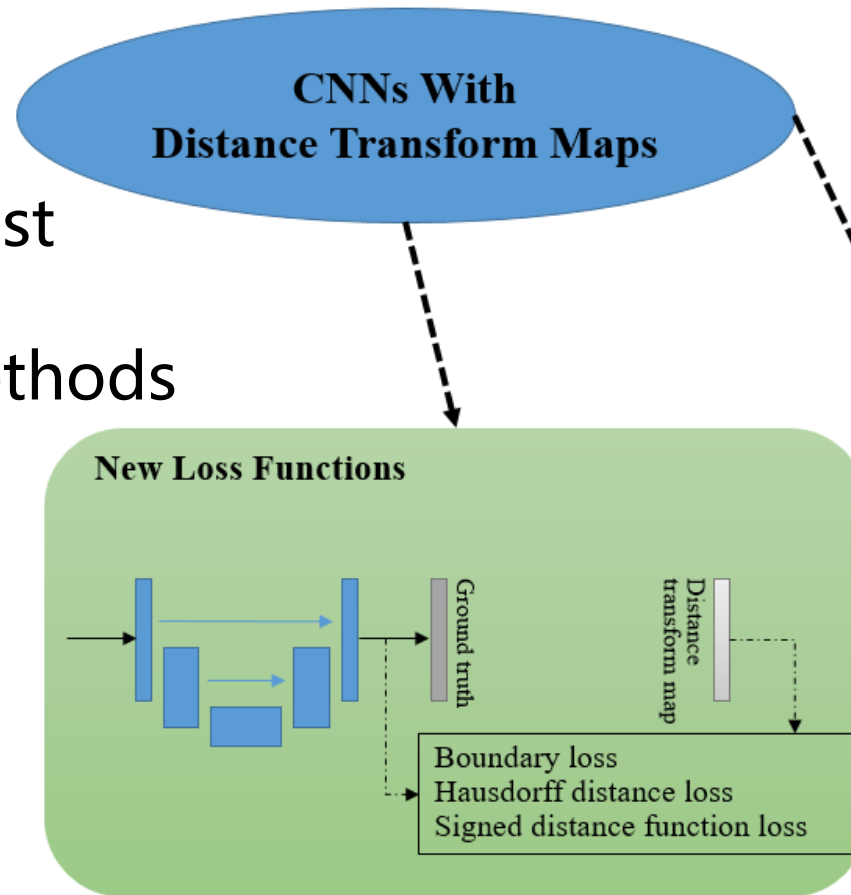 CNNs With
Distance Transform Maps
st
thods
New Loss Functions
Ground truth
Distance
transform map
Boundary loss
Hausdorff distance loss
Signed distance function loss